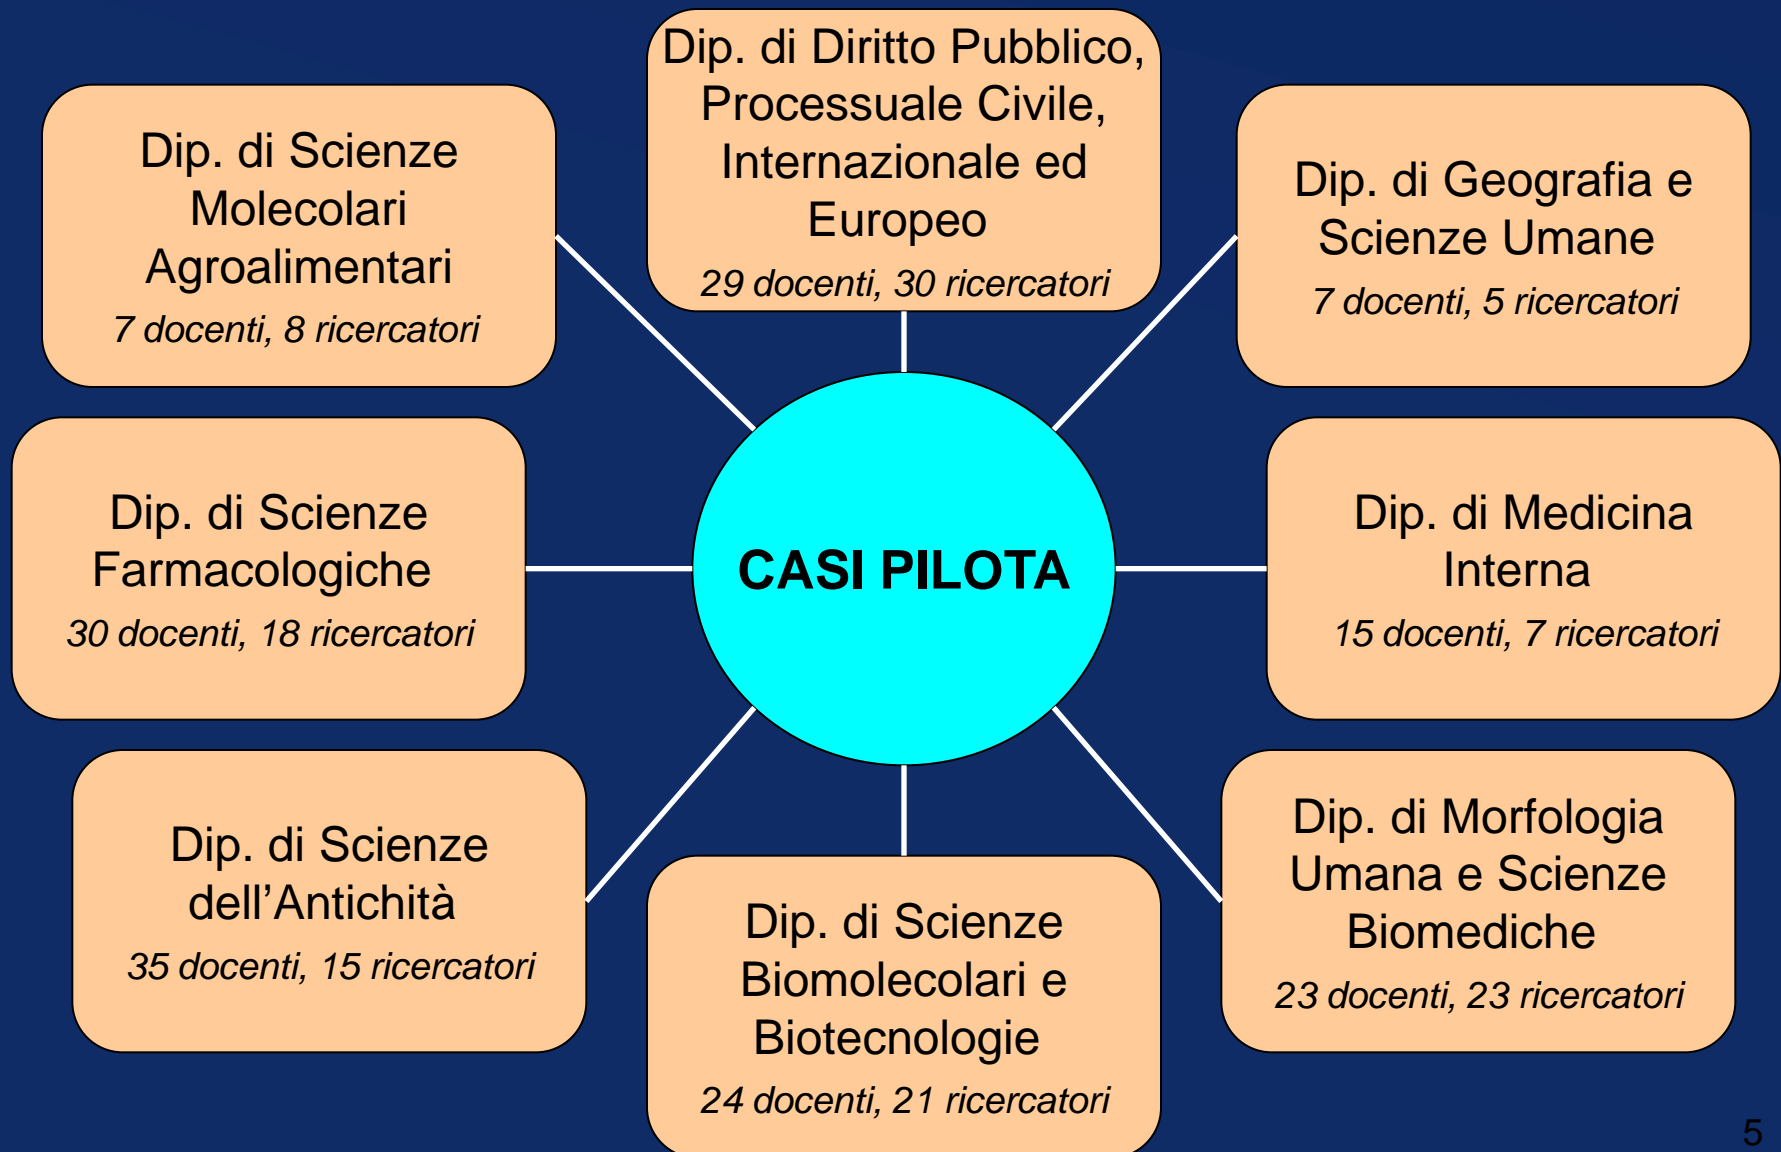 Dip. di Diritto Pubblico,
Processuale Civile,
Internazionale ed
Europeo
29 docenti, 30 ricercatori
Dip. di Scienze
Molecolari
Agroalimentari
7 docenti, 8 ricercatori
Dip. di Geografia e
Scienze Umane
7 docenti, 5 ricercatori
Dip. di Scienze
Farmacologiche
30 docenti, 18 ricercatori
CASI PILOTA
Dip. di Medicina
Interna
15 docenti, 7 ricercatori
Dip. di Scienze
dell’Antichità
35 docenti, 15 ricercatori
Dip. di Scienze
Biomolecolari e
Biotecnologie
24 docenti, 21 ricercatori
Dip. di Morfologia
Umana e Scienze
Biomediche
23 docenti, 23 ricercatori
5